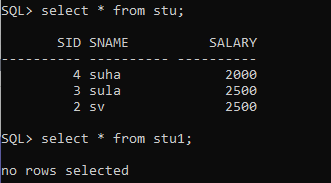 SQL> select * from stu;
       SID SNAME          SALARY
---------- ---------- ----------
         4 suha             2000
         3 sula             2500
         2 sv               2500
SQL> select * from stu1;
no rows selected